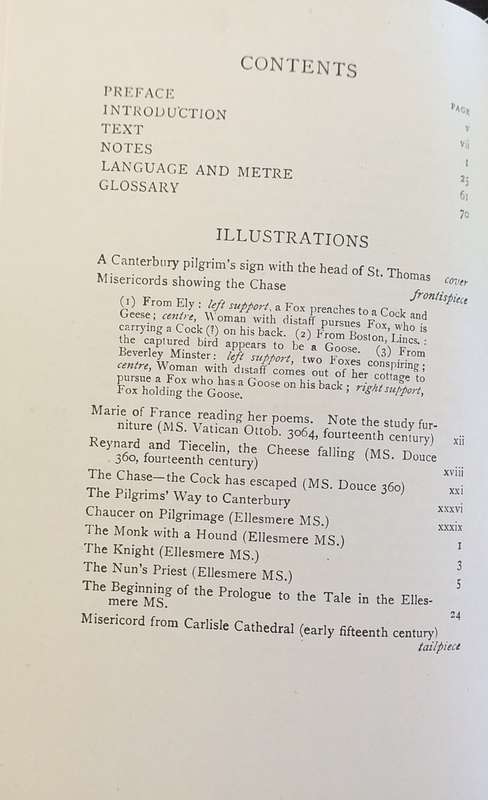 CONTENTS
PAGE
PREFACE v
INTRODUCTION vii
TEXT 1
NOTES 25
LANGUAGE AND METRE 61
GLOSSARY 70
ILLUSTRATIONS
A Canterbury pilgrim's sign with the head of St. Thomas cover
Misericords showing the Chase frontispiece
(1) From Ely: left support, a Fox preaches to a Cock and
Geese; centre, Woman with distaff pursues Fox, who is
carrying a Cock (?) on his back. (2) From Boston, Lincs.:
the captured bird appears to be a Goose. (3) From
Beverley Minster: left support, two Foxes conspiring;
centre, Woman with distaff comes out of her cottage to
pursue a Fox who has a Goose on his back; right support,
Fox holding the Goose.
Marie of France reading her poems. Note the study fur-
niture (MS. Vatican Ottob. 3064, fourteenth century) xii
Reynard and Tiecelin, the Cheese falling (MS. Douce
360, fourteenth century) xviii
The Chase—the Cock has escaped (MS. Douce 360) xxi
The Pilgrims' Way to Canterbury xxxvi
Chaucer on Pilgrimage (Ellesmere MS.) xxxix
The Monk with a Hound (Ellesmere MS.) 1
The Knight (Ellesmere MS.) 3
The Nun's Priest (Ellesmere MS.) 5
The Beginning of the Prologue to the Tale in the Elles-
mere MS. 24
Misericord from Carlisle Cathedral (early fifteenth century)
tailpiece